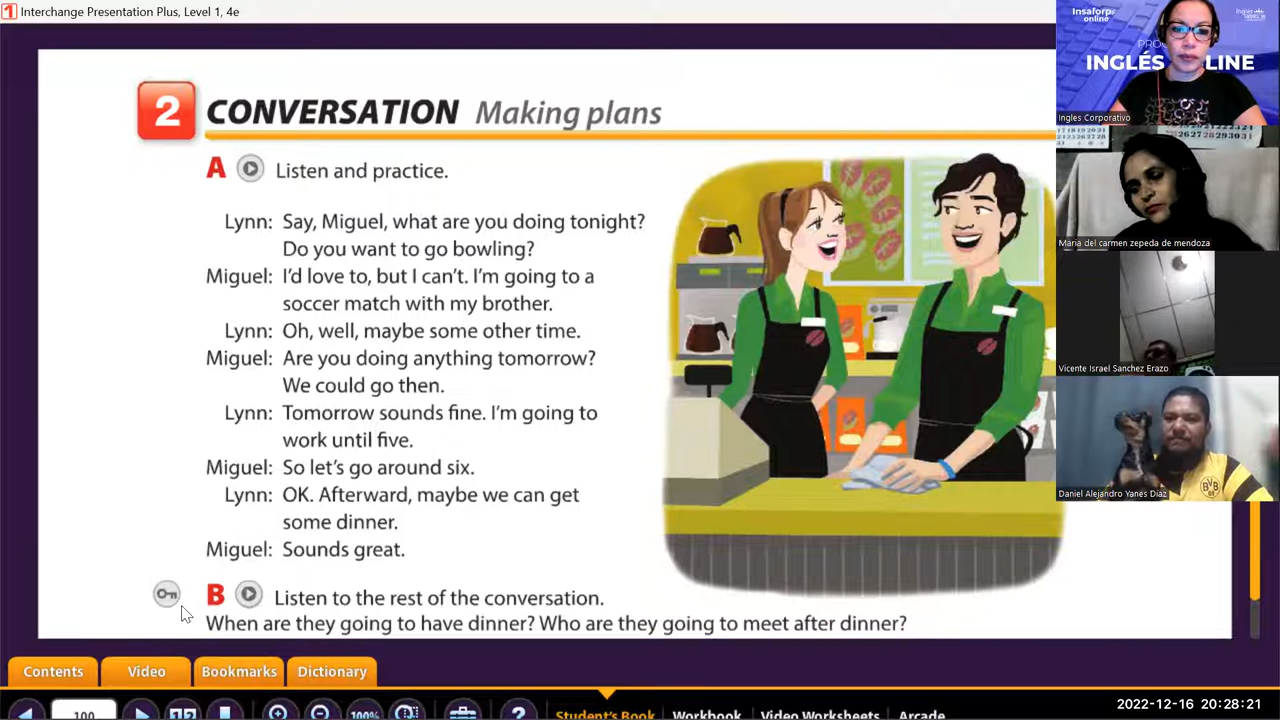 Interchange Presentation Plus, Level 1, 4e
2 CONVERSATION Making plans
A Listen and practice.
Lynn: Say, Miguel, what are you doing tonight?
Do you want to go bowling?
Miguel: I'd love to, but I can't. I'm going to a
soccer match with my brother.
Lynn: Oh, well, maybe some other time.
Miguel: Are you doing anything tomorrow?
We could go then.
Lynn: Tomorrow sounds fine. I'm going to
work until five.
Miguel: So let's go around six.
Lynn: OK. Afterward, maybe we can get
some dinner.
Miguel: Sounds great.
B Listen to the rest of the conversation.
When are they going to have dinner? Who are they going to meet after dinner?
Contents Video Bookmarks Dictionary
100
100%
?
Student's Book Workbook Video Worksheets Arcade
Insaforp
online
INGLÉS LINE
Ingles Corporativo
Maria del carmen zepeda de mendoza
Vicente Israel Sanchez Erazo
BVB
09
Daniel Alejandro Yanes Diaz
2022-12-16 20:28:21